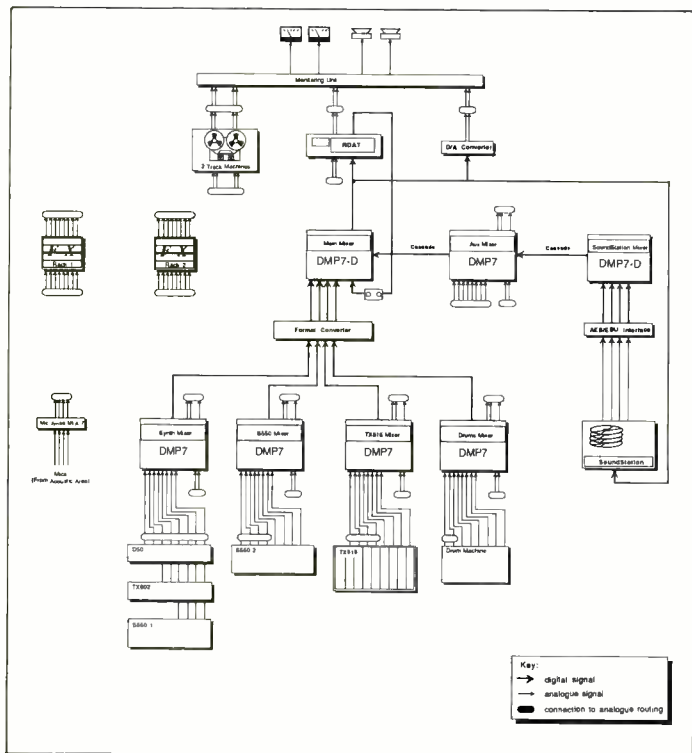 Monitoring Unit
2 Track Machines
RDAT
D/A Converter
Rack 1
Rack 2
Main Mixer
DMP7-D
Cascade
Aux Mixer
DMP7
Cascade
SoundStation Mixer
DMP7-D
Format Converter
AES/EBU Interface
Mics
(From Acoustic Area)
Synth Mixer
DMP7
S550 Mixer
DMP7
TX816 Mixer
DMP7
Drums Mixer
DMP7
SoundStation
D50
TX802
S550 1
S550 2
TX816
Drum Machine
Key:
digital signal
analogue signal
connection to analogue routing